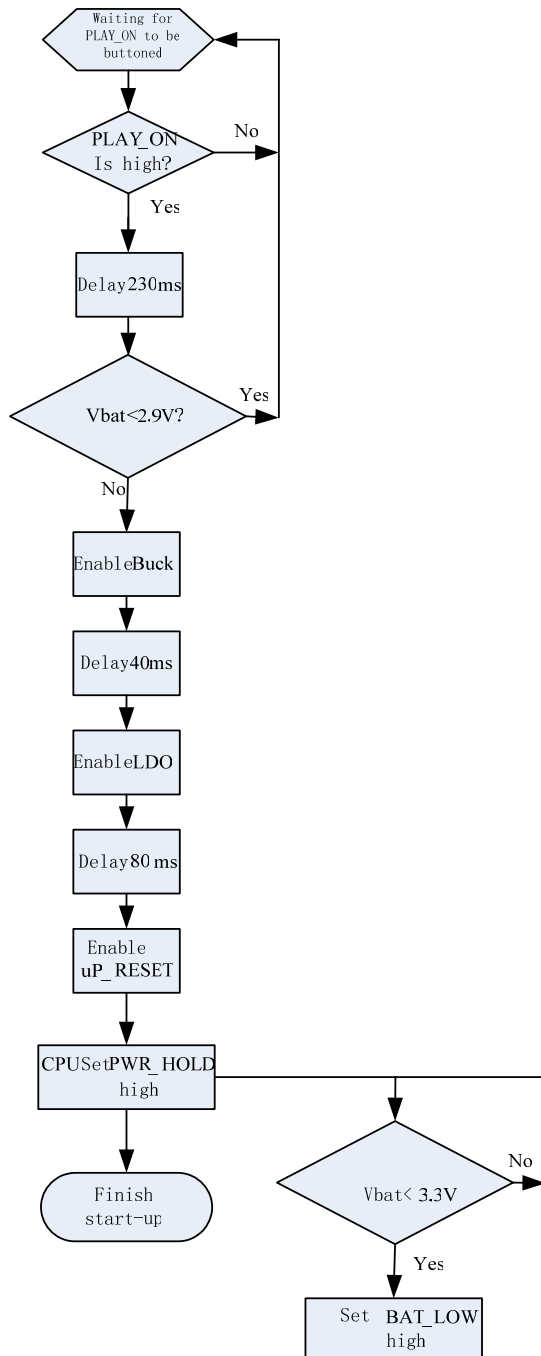 Waiting for
PLAY_ON to be
buttoned
PLAY_ON
Is high?
No
Yes
Delay230ms
Vbat<2.9V?
Yes
No
EnableBuck
Delay40ms
EnableLDO
Delay80 ms
Enable
uP_RESET
CPUSetPWR_HOLD
high
Finish
start-up
Vbat< 3.3V
No
Yes
Set BAT_LOW
high